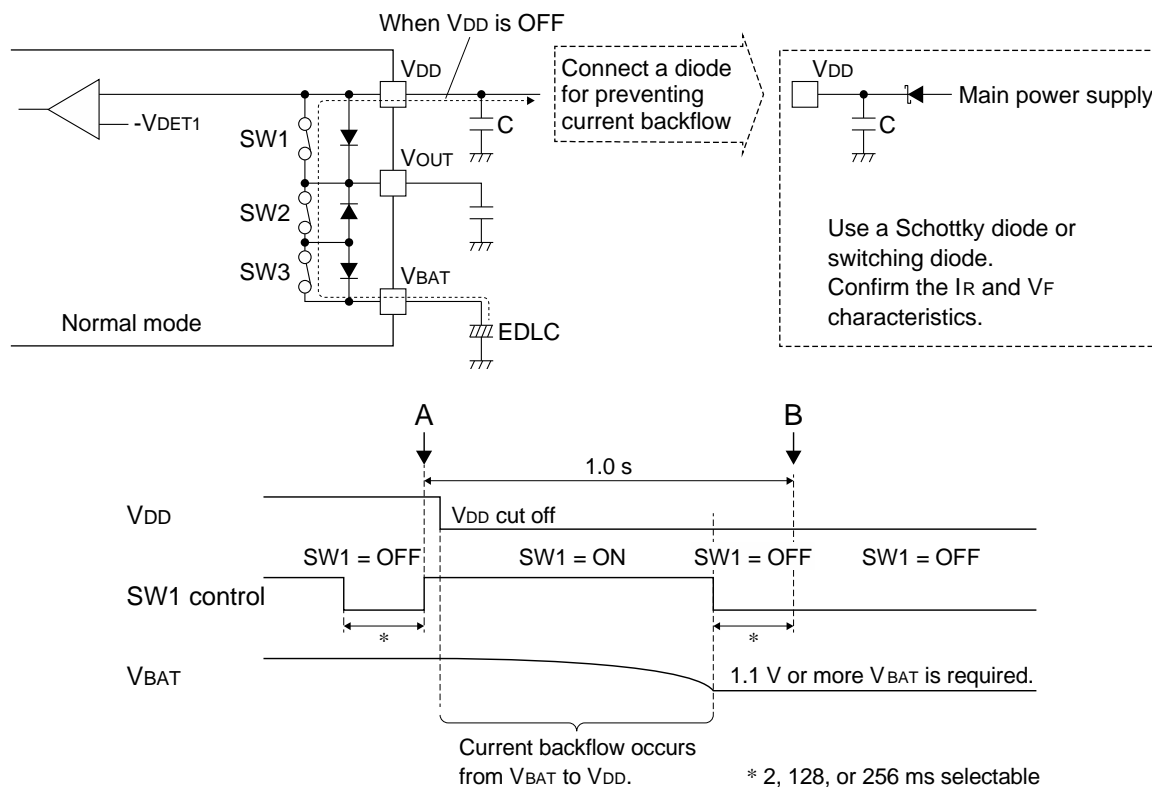 When VDD is OFF
VDD
-VDET1
SW1
C
VOUT
SW2
SW3
VBAT
Normal mode
EDLC
Connect a diode
for preventing
current backflow
VDD
Main power supply
C
Use a Schottky diode or
switching diode.
Confirm the IR and VF
characteristics.
A
B
1.0 s
VDD
VDD cut off
SW1 = OFF
SW1 = ON
SW1 = OFF
SW1 = OFF
SW1 control
*
*
VBAT
1.1 V or more VBAT is required.
Current backflow occurs
from VBAT to VDD.
* 2, 128, or 256 ms selectable